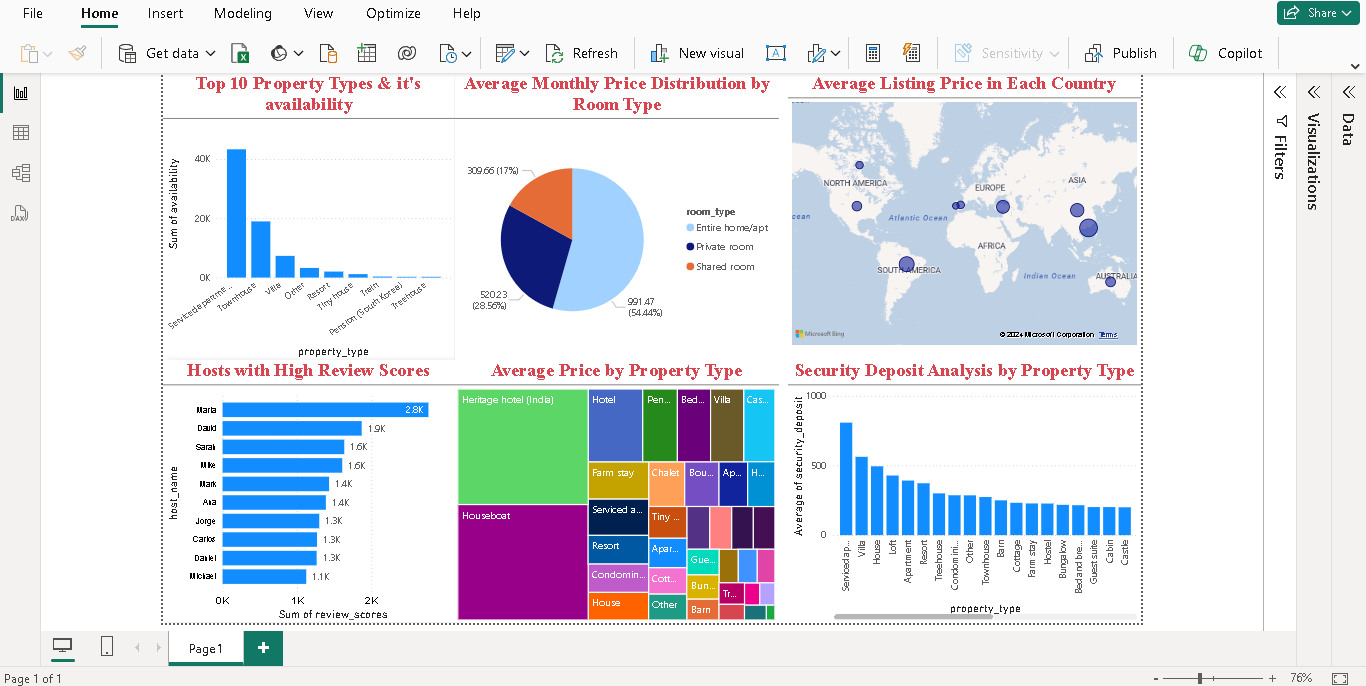 File Home Insert Modeling View Optimize Help
Share
Get data
Refresh
New visual
Sensitivity
Publish
Copilot
Top 10 Property Types & it's
availability
Sum of availability
40K
20K
0K
Townhouse
Villa
Other
Resort
Tiny house
Train
Pension (South Korea)
Treehouse
property_type
Average Monthly Price Distribution by
Room Type
309.66 (17%)
520.23
(28.56%)
991.47
(54.44%)
room_type
Entire home/apt
Private room
Shared room
Average Listing Price in Each Country
NORTH AMERICA
EUROPE
ASIA
cean
Atlantic Ocean
AFRICA
SOUTH AMERICA
Indian Ocean
AUSTRALIA
Microsoft Bing
© 2024 Microsoft Corporation Terms
Filters
Visualizations
Data
Hosts with High Review Scores
host_name
Maria 2.8K
David 1.9K
Sarah 1.6K
Mike 1.6K
Mark 1.4K
Ana 1.4K
Jorge 1.3K
Carlos 1.3K
Daniel 1.3K
Michael 1.1K
0K 1K 2K
Sum of review_scores
Average Price by Property Type
Heritage hotel (India)
Houseboat
Hotel
Pen...
Bed...
Villa
Cas...
Farm stay
Chalet
Bou...
Ap...
H...
Serviced a...
Tiny ...
Resort
Apar...
Gue...
Condomin...
Cott...
Bun...
Tr...
House
Other
Barn
Security Deposit Analysis by Property Type
Average of security_deposit
1000
500
0
Serviced ap...
Villa
House
Loft
Apartment
Resort
Treehouse
Condomini...
Other
Townhouse
Barn
Cottage
Farm stay
Hostel
Bungalow
Bed and bre...
Guest suite
Cabin
Castle
property_type
Page 1
Page 1 of 1
76%